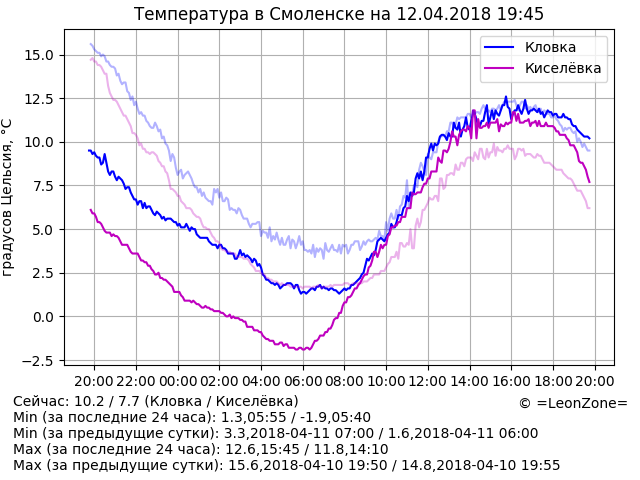 Температура в Смоленске на 12.04.2018 19:45
Кловка
Киселёвка
градусов Цельсия, °C
15.0
12.5
10.0
7.5
5.0
2.5
0.0
−2.5
20:00 22:00 00:00 02:00 04:00 06:00 08:00 10:00 12:00 14:00 16:00 18:00 20:00
Сейчас: 10.2 / 7.7 (Кловка / Киселёвка)
© =LeonZone=
Min (за последние 24 часа): 1.3,05:55 / -1.9,05:40
Min (за предыдущие сутки): 3.3,2018-04-11 07:00 / 1.6,2018-04-11 06:00
Max (за последние 24 часа): 12.6,15:45 / 11.8,14:10
Max (за предыдущие сутки): 15.6,2018-04-10 19:50 / 14.8,2018-04-10 19:55